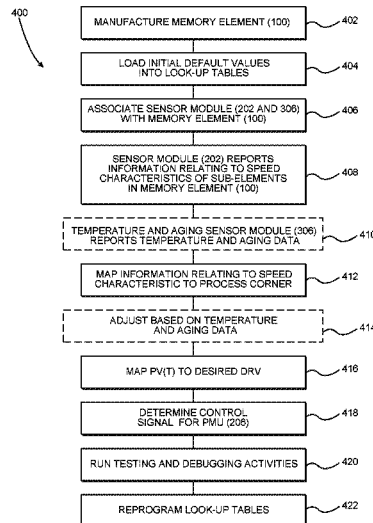 400
MANUFACTURE MEMORY ELEMENT (100)
402
LOAD INITIAL DEFAULT VALUES
INTO LOOK-UP TABLES
404
ASSOCIATE SENSOR MODULE (202 AND 306)
WITH MEMORY ELEMENT (100)
406
SENSOR MODULE (202) REPORTS
INFORMATION RELATING TO SPEED
CHARACTERISTICS OF SUB-ELEMENTS
IN MEMORY ELEMENT (100)
408
TEMPERATURE AND AGING SENSOR MODULE (306)
REPORTS TEMPERATURE AND AGING DATA
410
MAP INFORMATION RELATING TO SPEED
CHARACTERISTIC TO PROCESS CORNER
412
ADJUST BASED ON TEMPERATURE
AND AGING DATA
414
MAP PV(T) TO DESIRED DRV
416
DETERMINE CONTROL
SIGNAL FOR PMU (206)
418
RUN TESTING AND DEBUGGING ACTIVITIES
420
REPROGRAM LOOK-UP TABLES
422